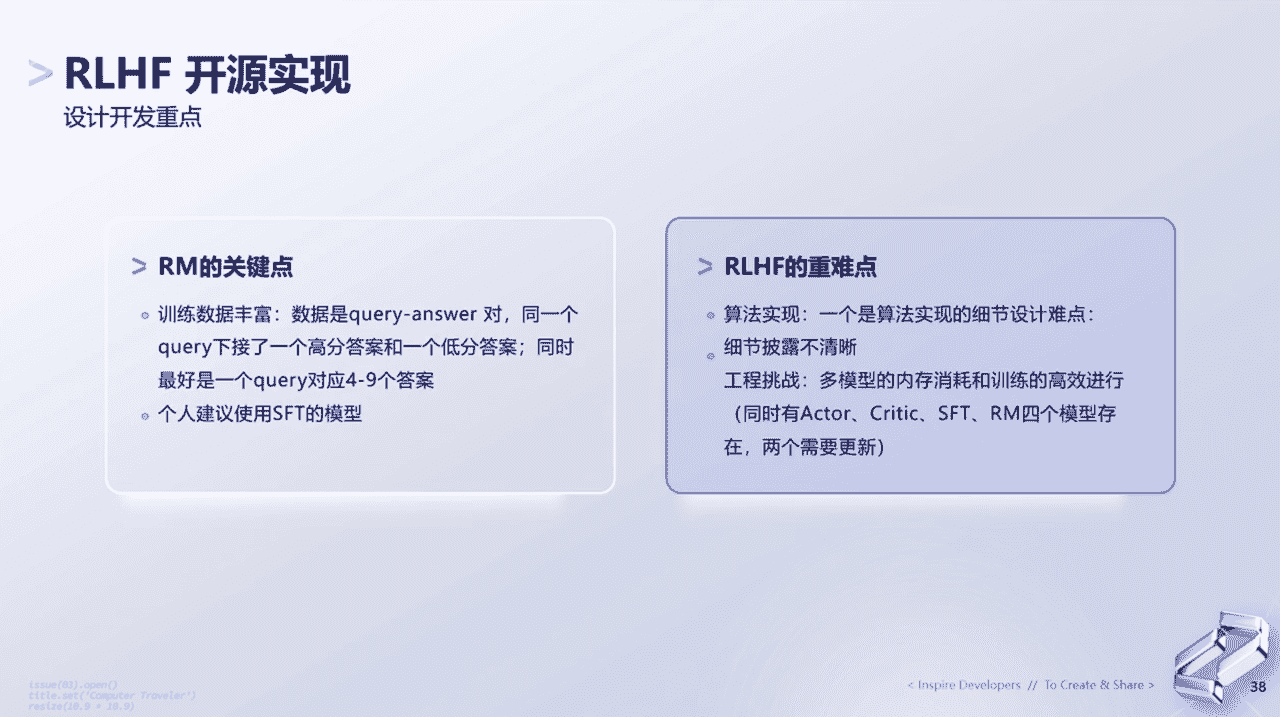 > RLHF 开源实现
设计开发重点
> RM的关键点
训练数据丰富：数据是query-answer 对，同一个
query下接了一个高分答案和一个低分答案；同时
最好是一个query对应4-9个答案
个人建议使用SFT的模型
> RLHF的重难点
算法实现：一个是算法实现的细节设计难点：
细节披露不清晰
工程挑战：多模型的内存消耗和训练的高效进行
（同时有Actor、Critic、SFT、RM四个模型存
在，两个需要更新）
issue(03).open()
title.set('Computer Traveler')
resize(10.9 * 10.9)
< Inspire Developers // To Create & Share >
38